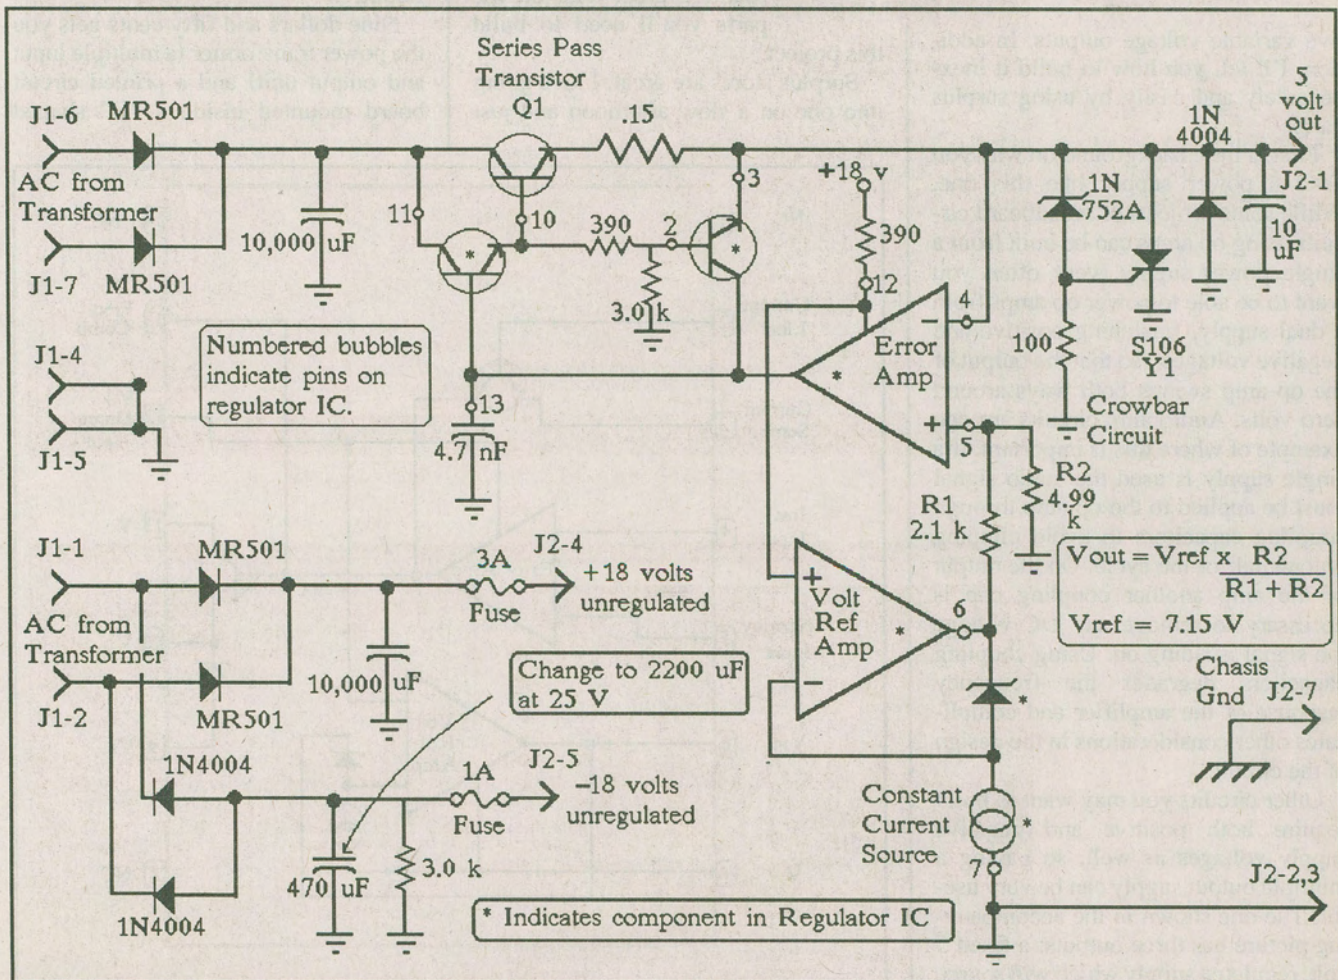 Series Pass
Transistor
Q1
.15
5
volt
out
J1-6
MR501
AC from
Transformer
J1-7
MR501
10,000 uF
11
10
390
2
3
3.0 k
*
*
+18 v
390
12
4
1N
752A
1N
4004
J2-1
10
uF
100
S106
Y1
Crowbar
Circuit
Error
Amp
*
+
5
Numbered bubbles
indicate pins on
regulator IC.
J1-4
J1-5
13
4.7 nF
R1
2.1 k
R2
4.99
k
Vout = Vref x R2
R1 + R2
Vref = 7.15 V
J1-1
MR501
AC from
Transformer
J1-2
MR501
10,000 uF
3A
Fuse
J2-4
+18 volts
unregulated
Change to 2200 uF
at 25 V
+
Volt
Ref
Amp
*
−
6
Chasis
Gnd
J2-7
1N4004
1N4004
470 uF
3.0 k
1A
Fuse
J2-5
−18 volts
unregulated
Constant
Current
Source
*
7
J2-2,3
* Indicates component in Regulator IC